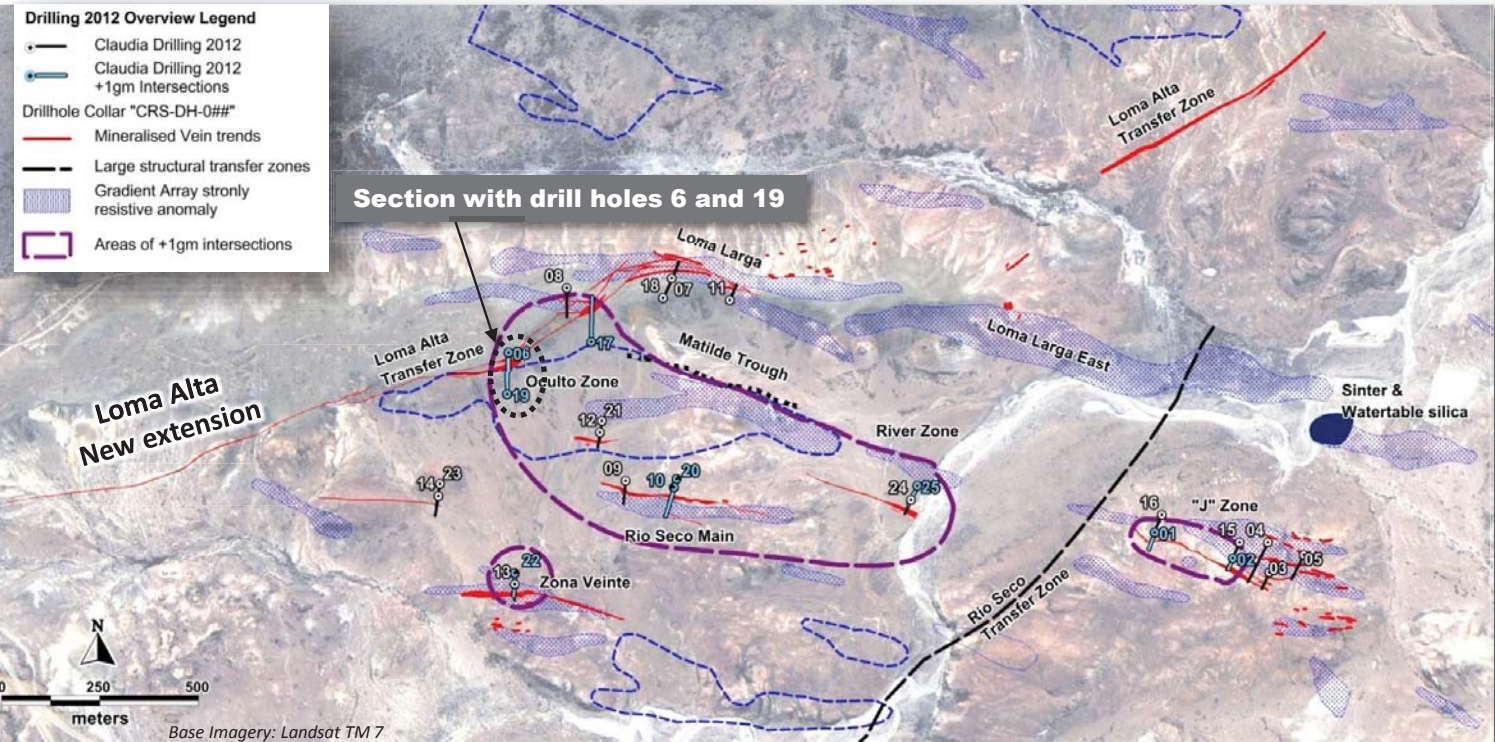 Drilling 2012 Overview Legend
Claudia Drilling 2012
Claudia Drilling 2012
+1gm Intersections
Drillhole Collar "CRS-DH-0##"
Mineralised Vein trends
Large structural transfer zones
Gradient Array stronly
resistive anomaly
Areas of +1gm intersections
Loma Alta
Transfer Zone
Section with drill holes 6 and 19
Loma Larga
08
18
07
11
17
Loma Alta
Transfer Zone
06
Matilde Trough
Loma Larga East
Oculto Zone
19
Loma Alta
New extension
Sinter &
Watertable silica
21
12
River Zone
23
14
09
10
20
24
25
Rio Seco Main
16
"J" Zone
01
15
04
02
03
05
22
13
Zona Veinte
Rio Seco
Transfer Zone
N
0
250
500
meters
Base Imagery: Landsat TM 7